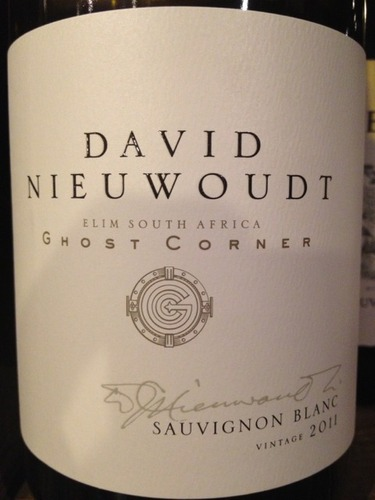 DAVID
NIEUWOUDT
ELIM SOUTH AFRICA
GHOST CORNER
G
SAUVIGNON BLANC
VINTAGE 2011